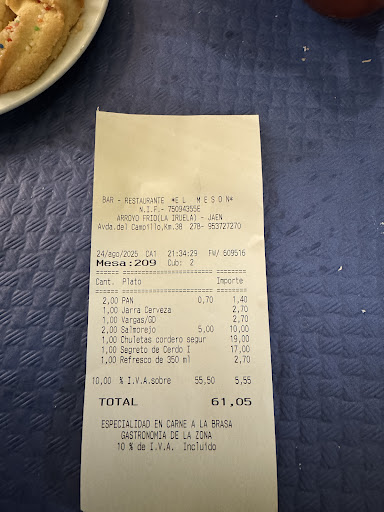 BAR - RESTAURANTE *E L M E S O N*
N.I.F.- 75094355E
ARROYO FRIO(LA IRUELA) - JAEN
Avda.del Campillo,Km.38 278- 953727270
24/ago/2025 CA1 21:34:29 FW/ 609516
Mesa:209 Cub: 2
Cant. Plato Importe
2,00 PAN 0,70 1,40
1,00 Jarra Cerveza 2,70
1,00 Vargas/GD 2,70
2,00 Salmorejo 5,00 10,00
1,00 Chuletas cordero segur 19,00
1,00 Segreto de Cerdo I 17,00
1,00 Refresco de 350 ml 2,70
10,00 % I.V.A.sobre 55,50 5,55
TOTAL 61,05
ESPECIALIDAD EN CARNE A LA BRASA
GASTRONOMIA DE LA ZONA
10 % de I.V.A. Incluido